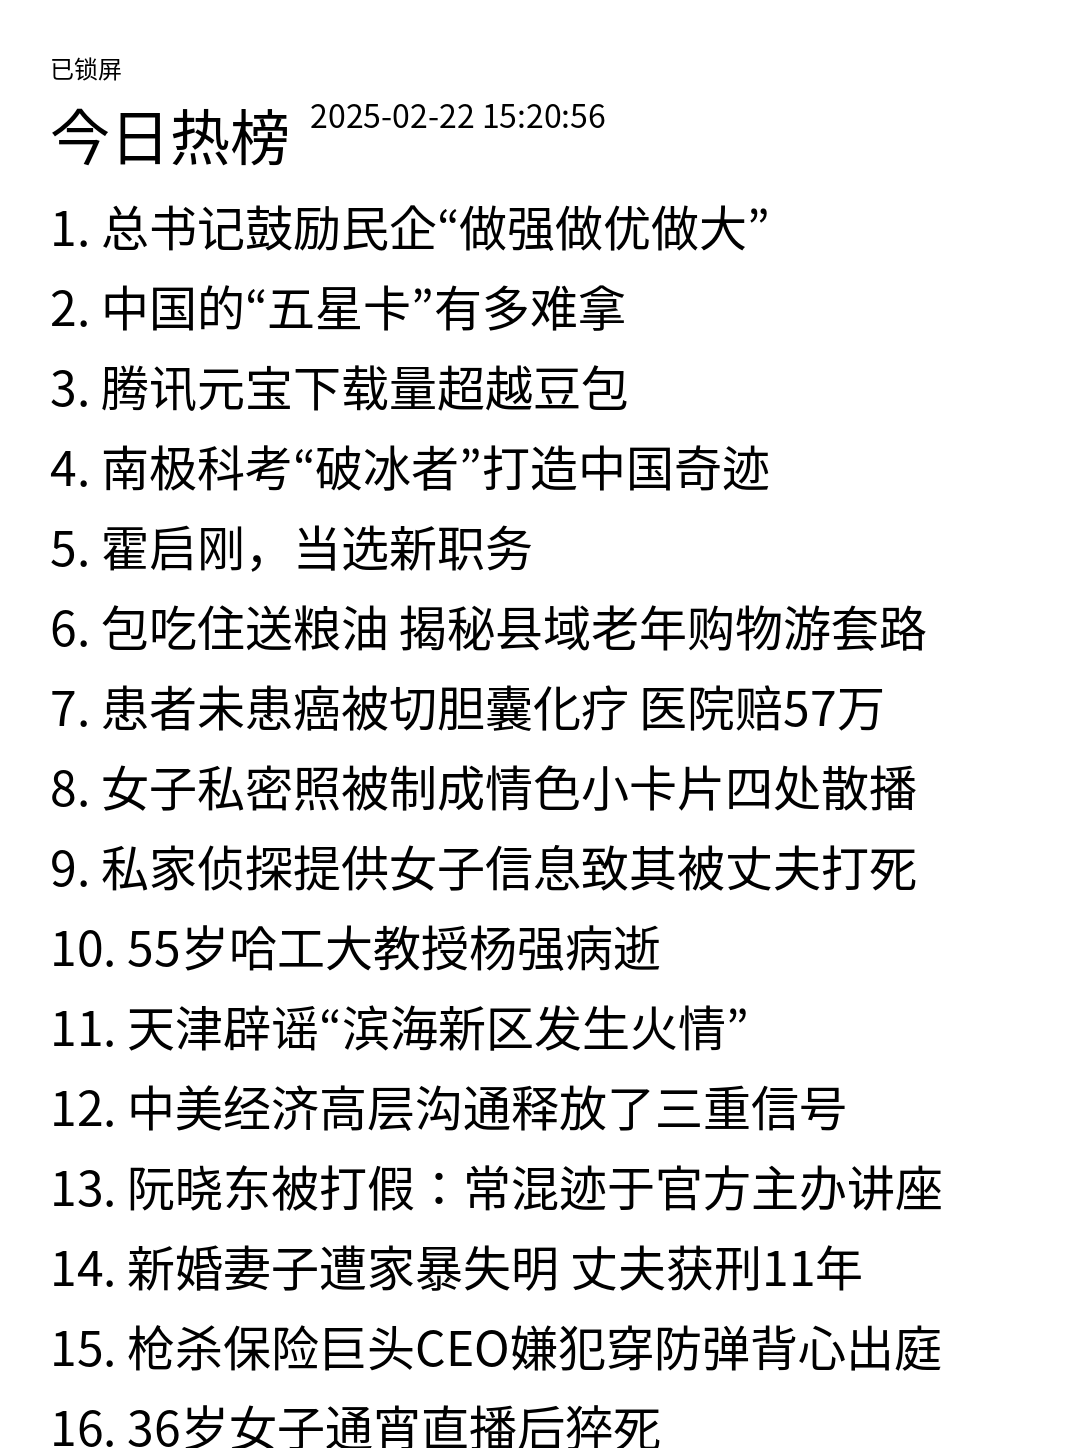 已锁屏
今日热榜 2025-02-22 15:20:56
1. 总书记鼓励民企“做强做优做大”
2. 中国的“五星卡”有多难拿
3. 腾讯元宝下载量超越豆包
4. 南极科考“破冰者”打造中国奇迹
5. 霍启刚，当选新职务
6. 包吃住送粮油 揭秘县域老年购物游套路
7. 患者未患癌被切胆囊化疗 医院赔57万
8. 女子私密照被制成情色小卡片四处散播
9. 私家侦探提供女子信息致其被丈夫打死
10. 55岁哈工大教授杨强病逝
11. 天津辟谣“滨海新区发生火情”
12. 中美经济高层沟通释放了三重信号
13. 阮晓东被打假：常混迹于官方主办讲座
14. 新婚妻子遭家暴失明 丈夫获刑11年
15. 枪杀保险巨头CEO嫌犯穿防弹背心出庭
16. 36岁女子通宵直播后猝死